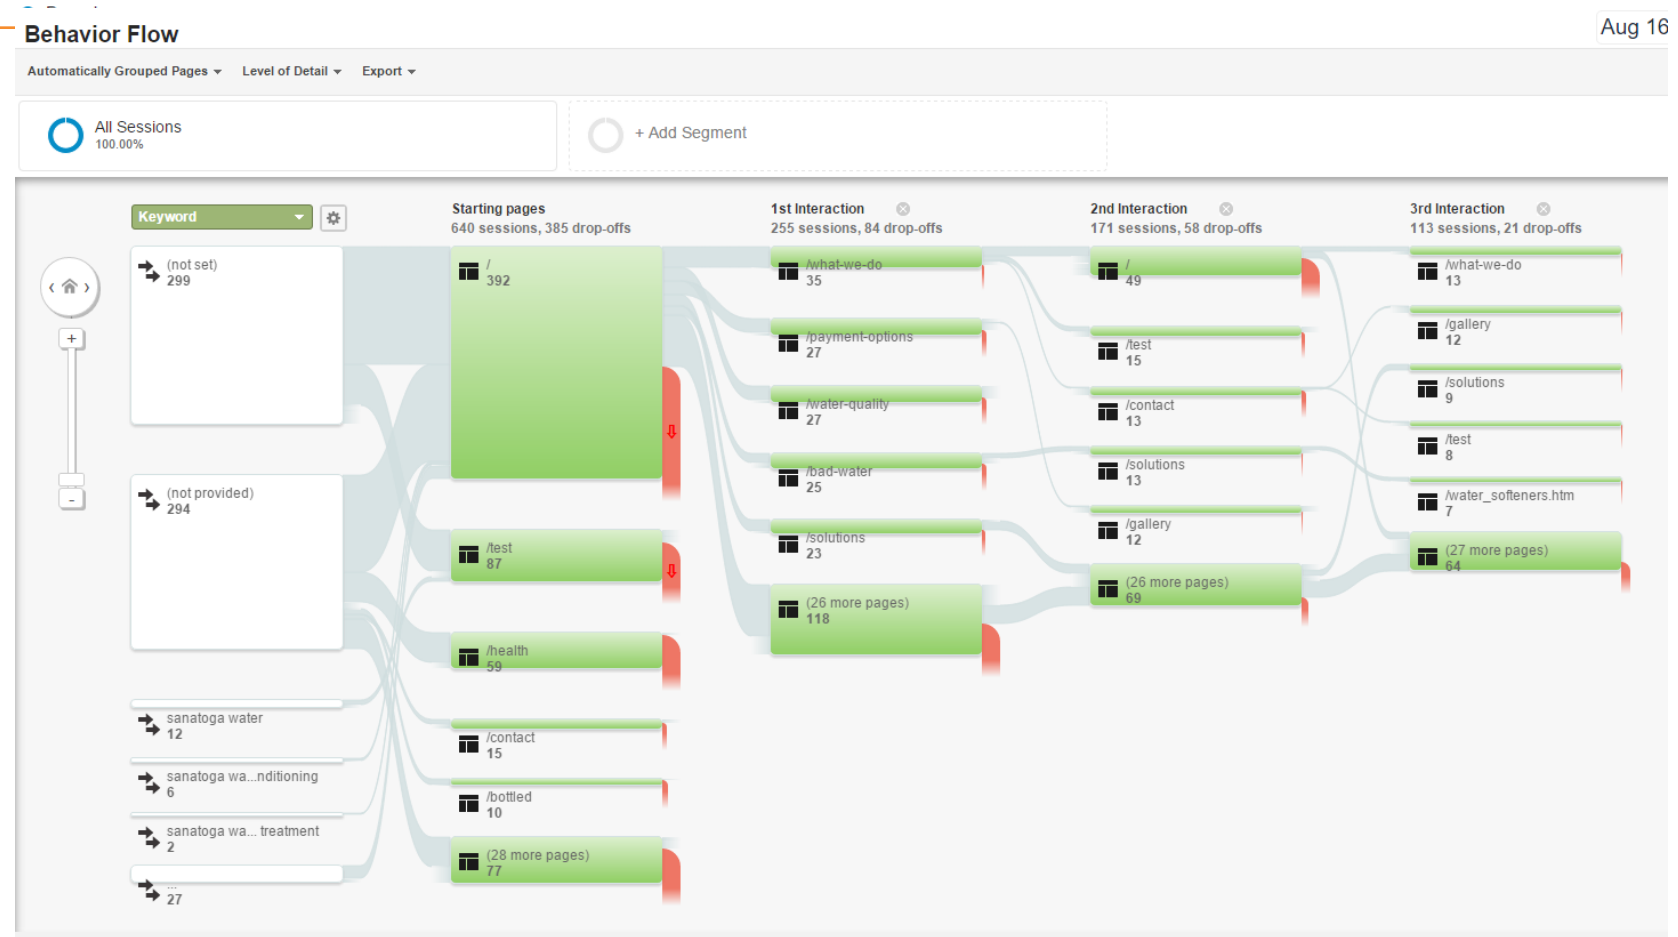 Behavior Flow
Aug 16
Automatically Grouped Pages
Level of Detail
Export
All Sessions
100.00%
+ Add Segment
Keyword
Starting pages
640 sessions, 385 drop-offs
1st Interaction
255 sessions, 84 drop-offs
2nd Interaction
171 sessions, 58 drop-offs
3rd Interaction
113 sessions, 21 drop-offs
(not set)
299
(not provided)
294
sanatoga water
12
sanatoga wa...nditioning
6
sanatoga wa... treatment
2
...
27
/
392
/test
87
/health
59
/contact
15
/bottled
10
(28 more pages)
77
/what-we-do
35
/payment-options
27
/water-quality
27
/bad-water
25
/solutions
23
(26 more pages)
118
/
49
/test
15
/contact
13
/solutions
13
/gallery
12
(26 more pages)
69
/what-we-do
13
/gallery
12
/solutions
9
/test
8
/water_softeners.htm
7
(27 more pages)
64
+
-